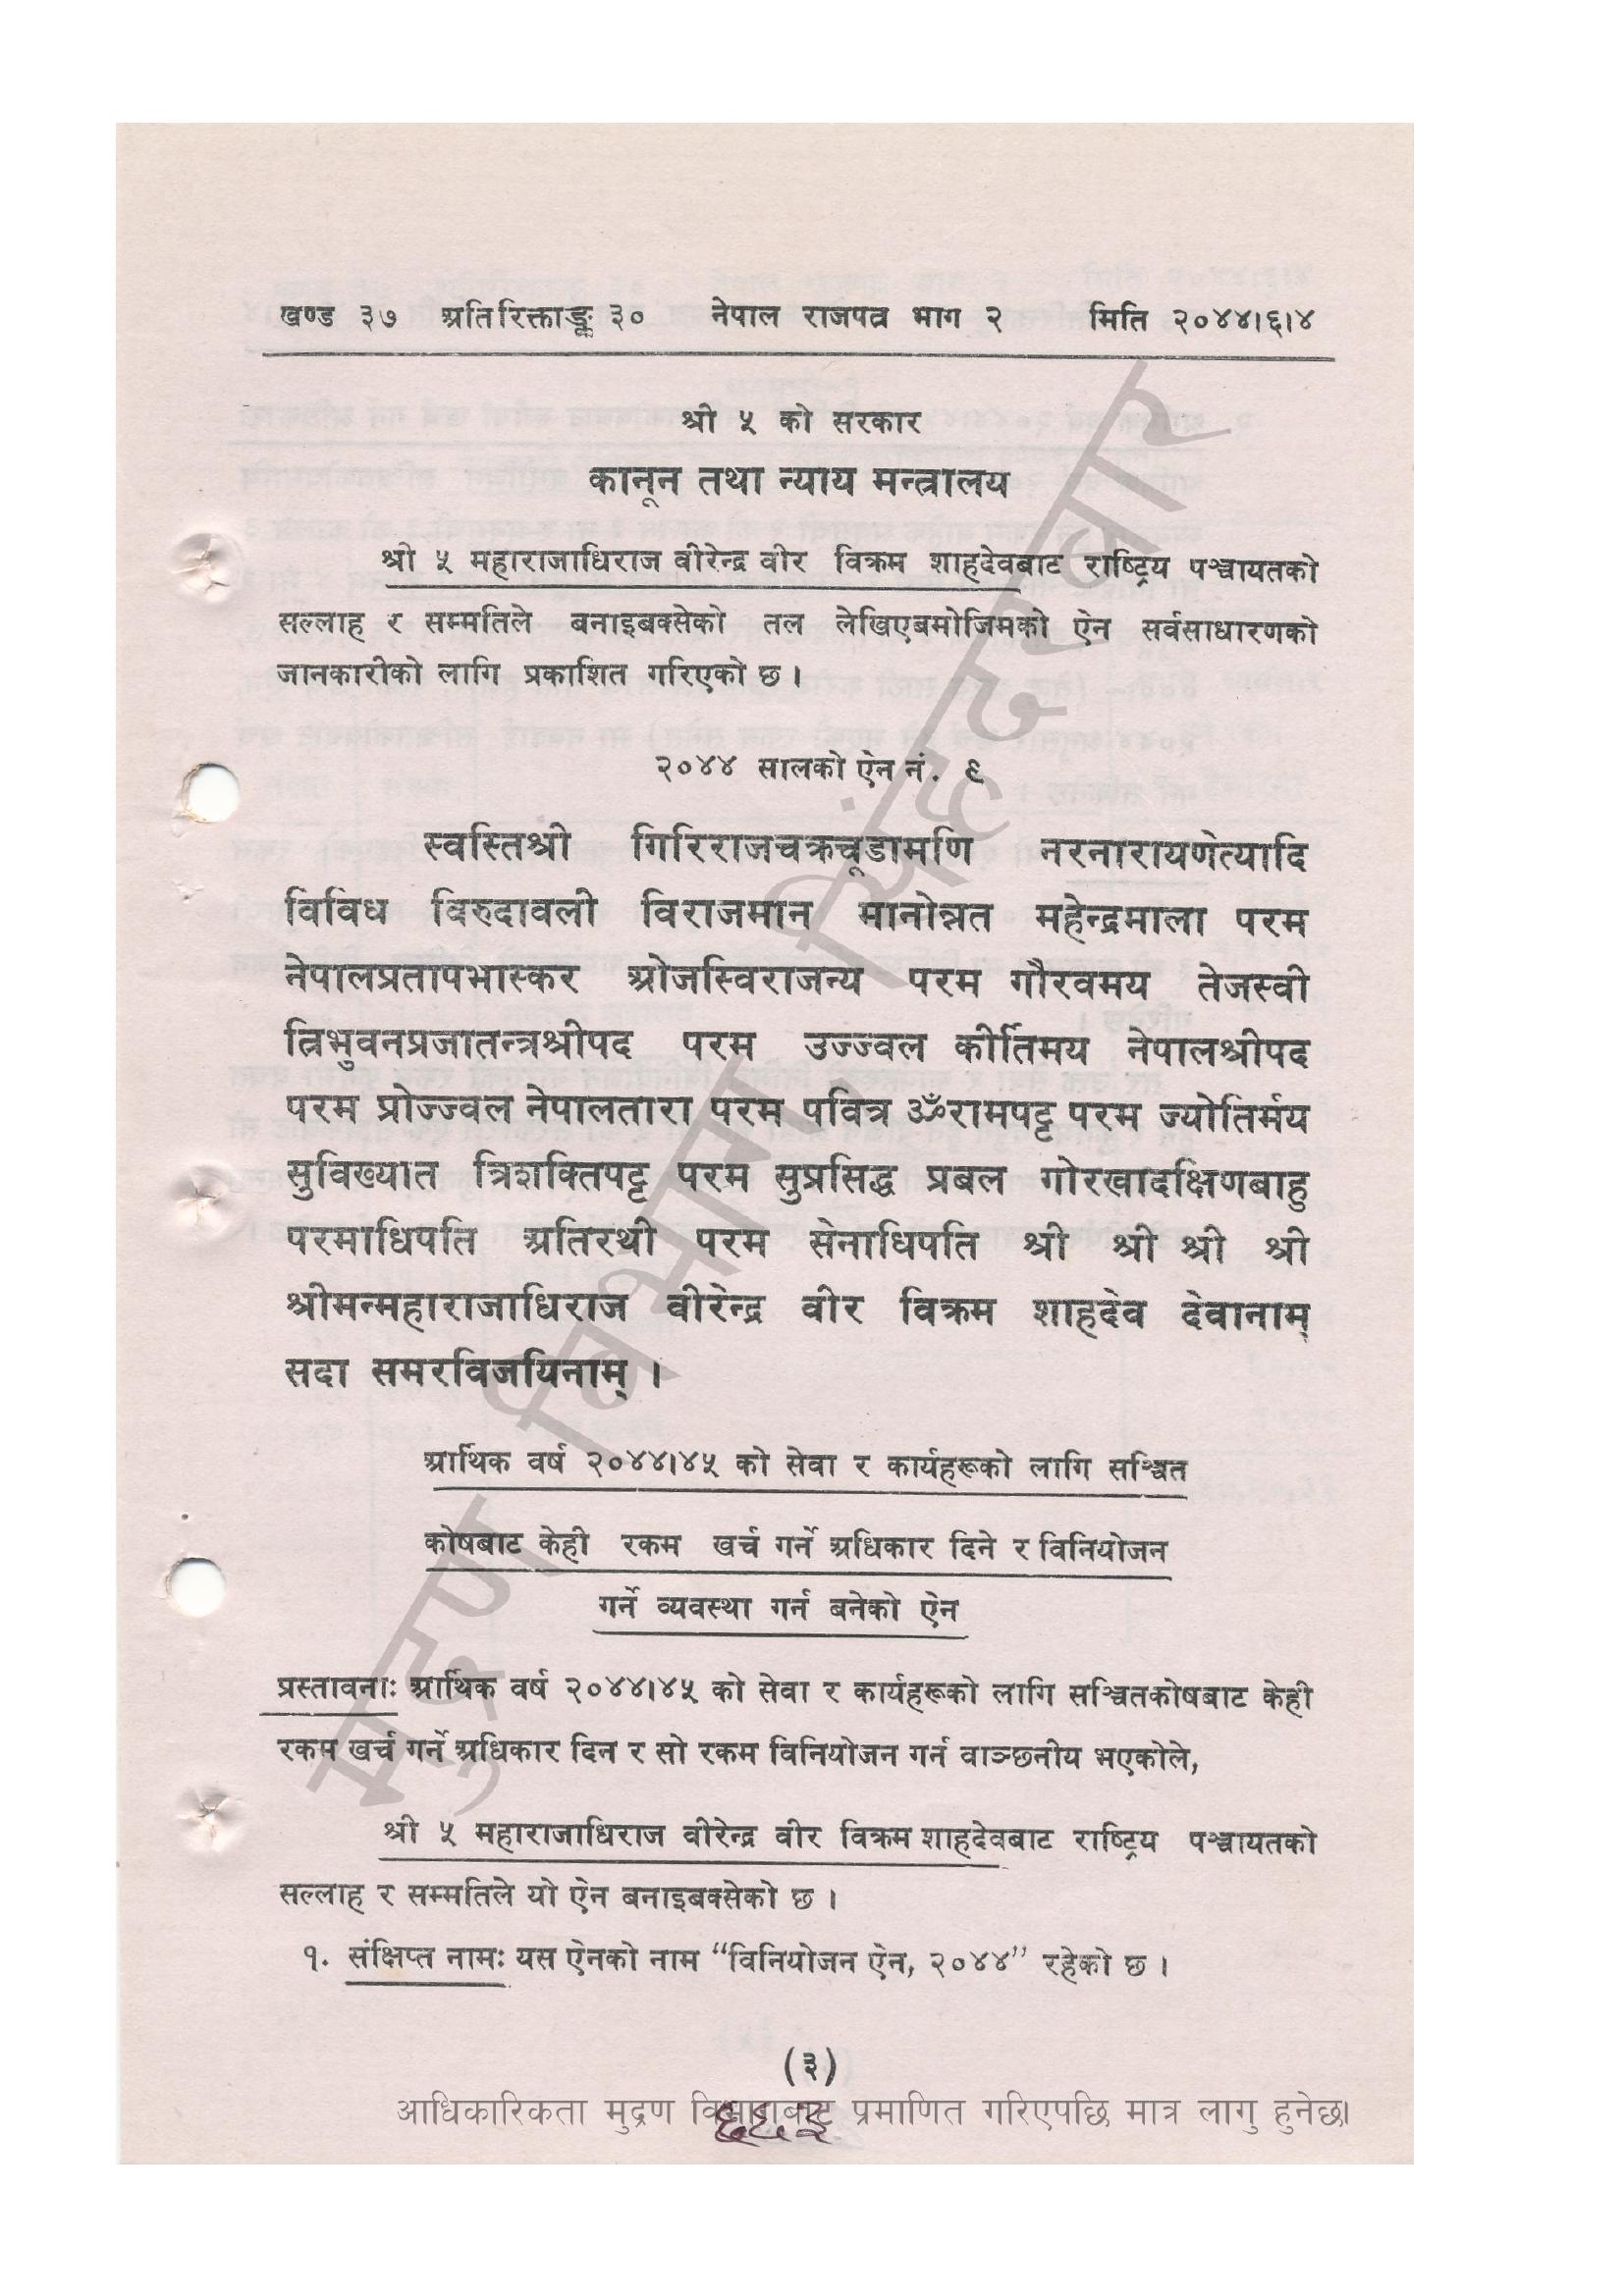 खण्ड ३७ अतिरिक्ताङ्क ३० नेपाल राजपत्र भाग २ मिति २०४४।६।४
श्री ५ को सरकार
कानून तथा न्याय मन्त्रालय
श्री ५ महाराजाधिराज वीरेन्द्र वीर विक्रम शाहदेवबाट राष्ट्रिय पञ्चायतको
सल्लाह र सम्मतिले बनाइबक्सेको तल लेखिएबमोजिमको ऐन सर्वसाधारणको
जानकारीको लागि प्रकाशित गरिएको छ ।
२०४४ सालको ऐन नं. ९
स्वस्तिश्री गिरिराजचक्रचूडामणि नरनारायणेत्यादि
विविध विरुदावली विराजमान मानोन्नत महेन्द्रमाला परम
नेपालप्रतापभास्कर ओजस्विराजन्य परम गौरवमय तेजस्वी
त्रिभुवनप्रजातन्त्रश्रीपद परम उज्ज्वल कीर्तिमय नेपालश्रीपद
परम प्रोज्ज्वल नेपालतारा परम पवित्र ॐरामपट्ट परम ज्योतिर्मय
सुविख्यात त्रिशक्तिपट्ट परम सुप्रसिद्ध प्रबल गोरखादक्षिणबाहु
परमाधिपति अतिरथी परम सेनाधिपति श्री श्री श्री श्री
श्रीमन्महाराजाधिराज वीरेन्द्र वीर विक्रम शाहदेव देवानाम्
सदा समरविजयिनाम् ।
आर्थिक वर्ष २०४४।४५ को सेवा र कार्यहरूको लागि सञ्चित
कोषबाट केही रकम खर्च गर्ने अधिकार दिने र विनियोजन
गर्ने व्यवस्था गर्न बनेको ऐन
प्रस्तावनाः आर्थिक वर्ष २०४४।४५ को सेवा र कार्यहरूको लागि सञ्चितकोषबाट केही
रकम खर्च गर्ने अधिकार दिन र सो रकम विनियोजन गर्न वाञ्छनीय भएकोले,
श्री ५ महाराजाधिराज वीरेन्द्र वीर विक्रम शाहदेवबाट राष्ट्रिय पञ्चायतको
सल्लाह र सम्मतिले यो ऐन बनाइबक्सेको छ ।
१. संक्षिप्त नामः यस ऐनको नाम “विनियोजन ऐन, २०४४” रहेको छ ।
(३)
आधिकारिकता मुद्रण विभागबाट प्रमाणित गरिएपछि मात्र लागु हुनेछ।
६६३
मुद्रण विभाग, सिंहदरबार